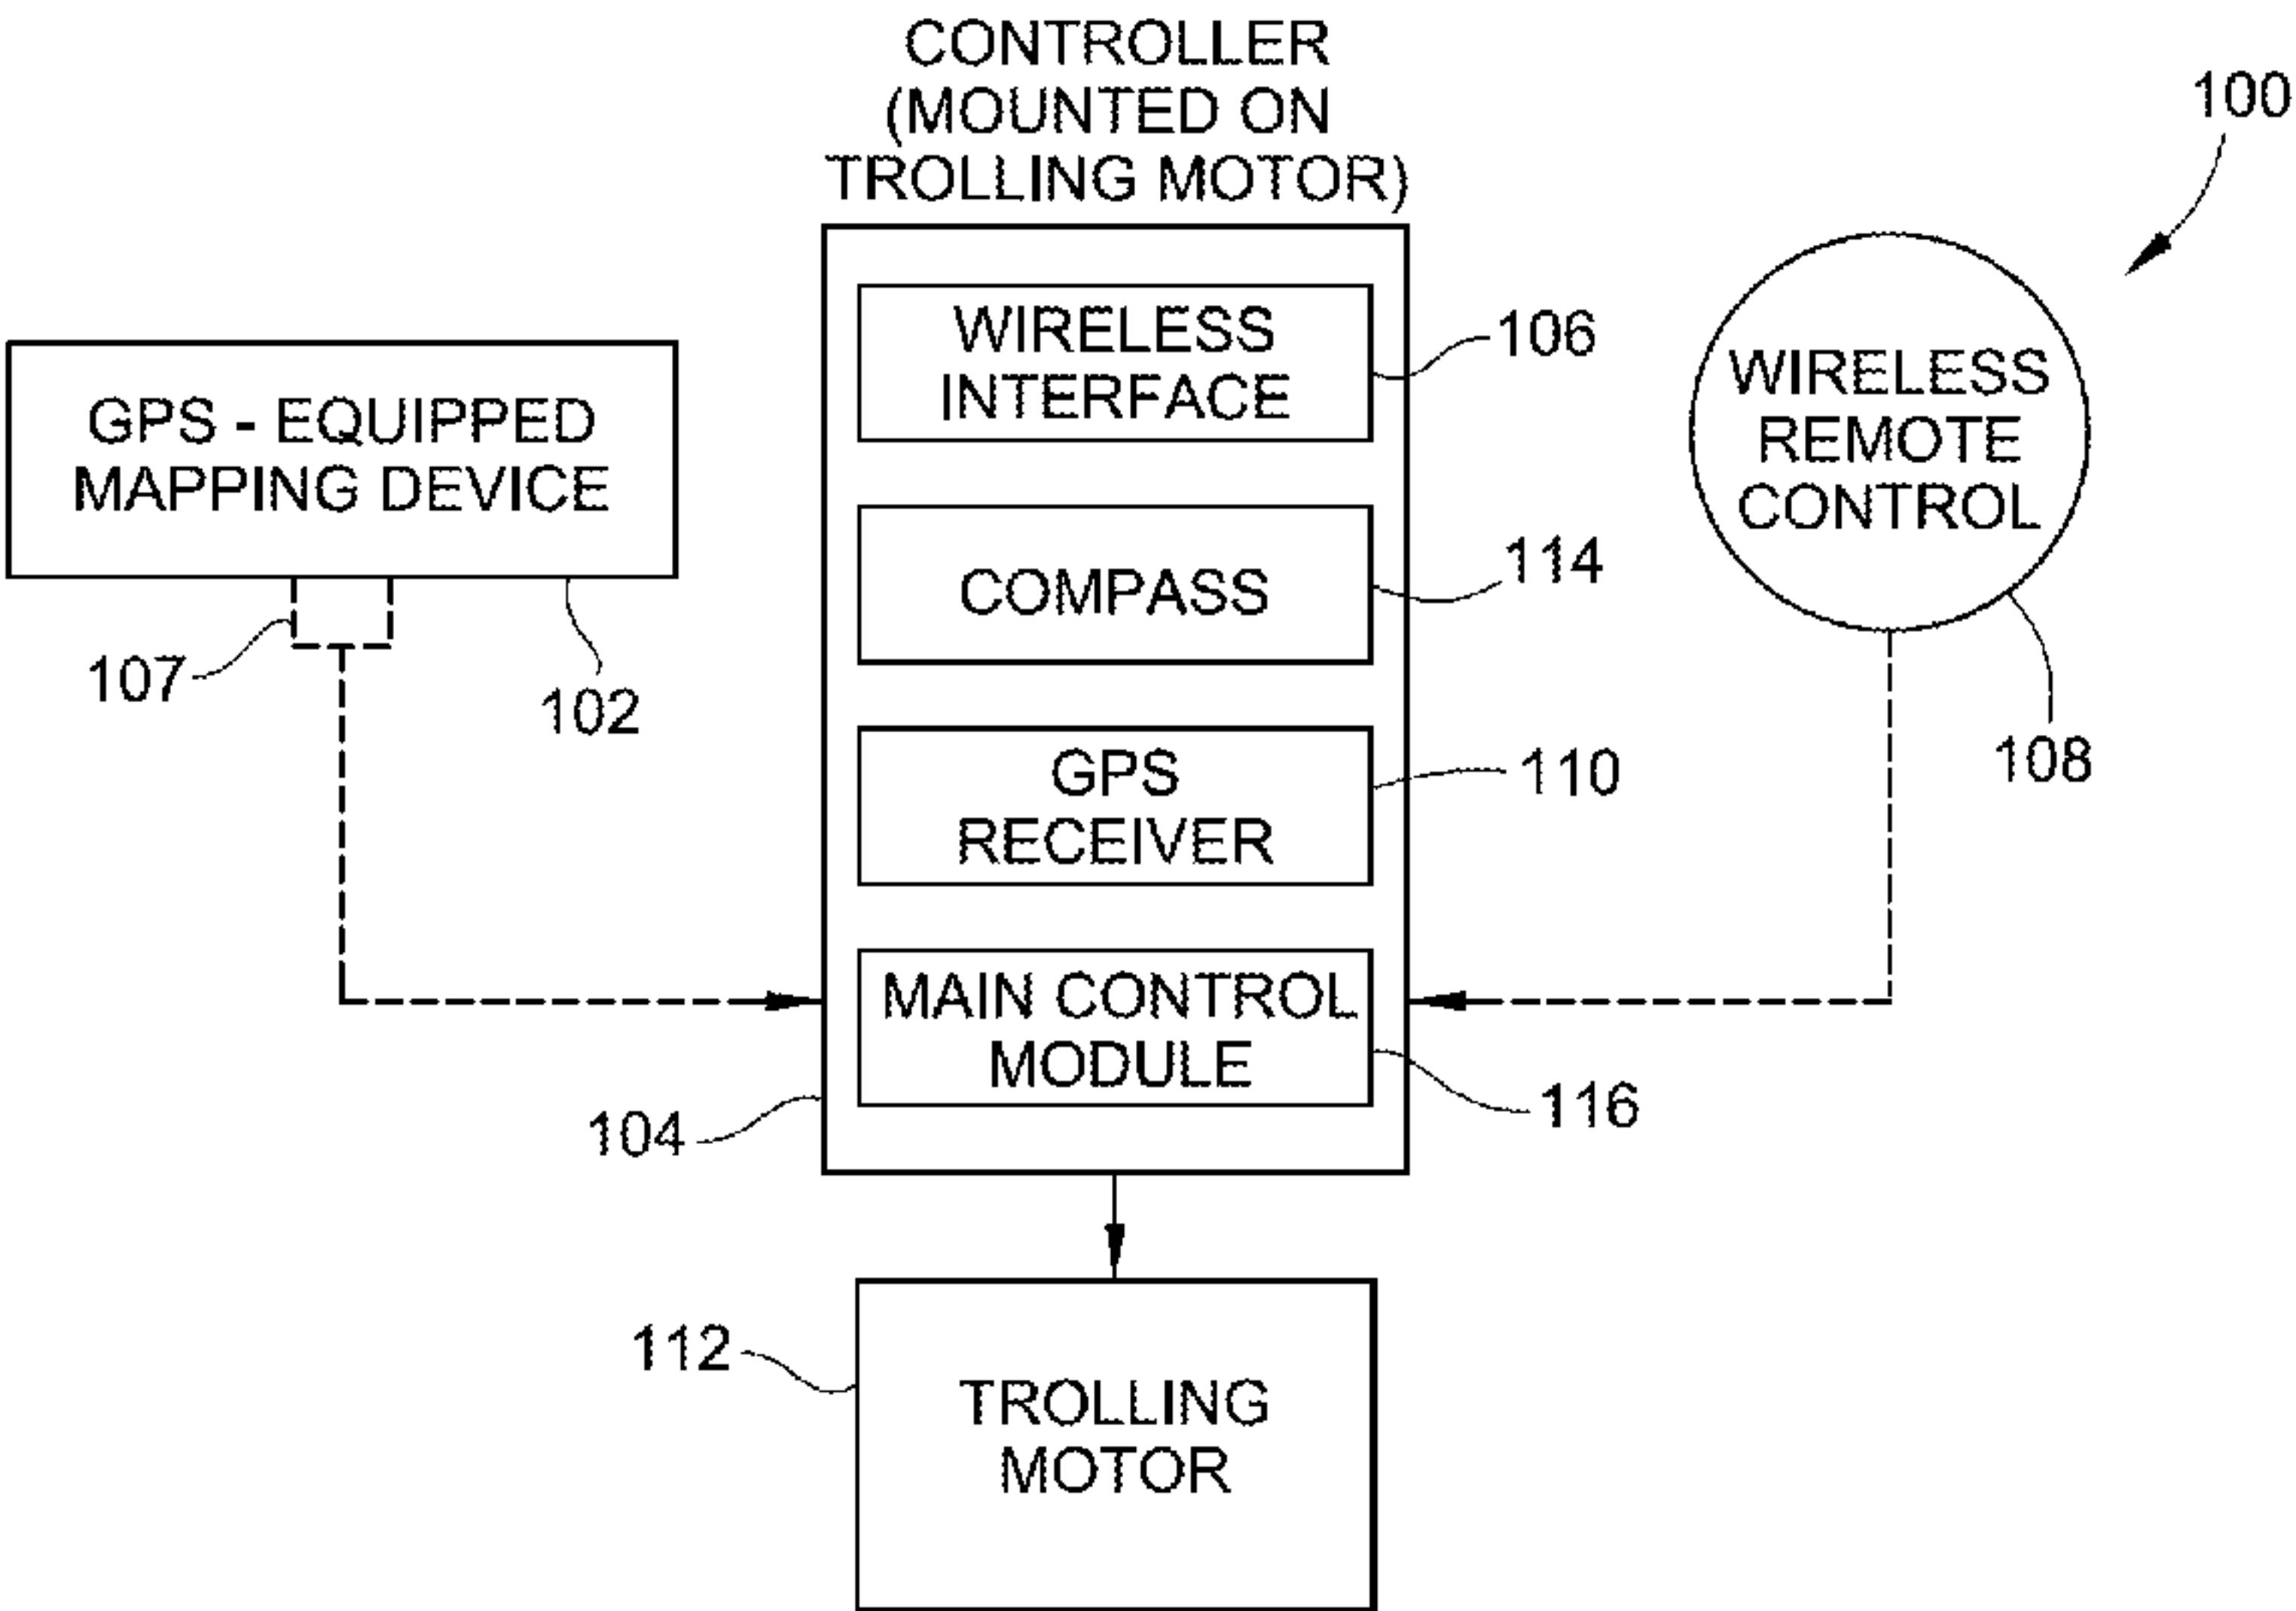 CONTROLLER
(MOUNTED ON
TROLLING MOTOR)
100
WIRELESS
INTERFACE
106
GPS - EQUIPPED
MAPPING DEVICE
107
102
WIRELESS
REMOTE
CONTROL
108
COMPASS
114
GPS
RECEIVER
110
MAIN CONTROL
MODULE
116
104
112
TROLLING
MOTOR